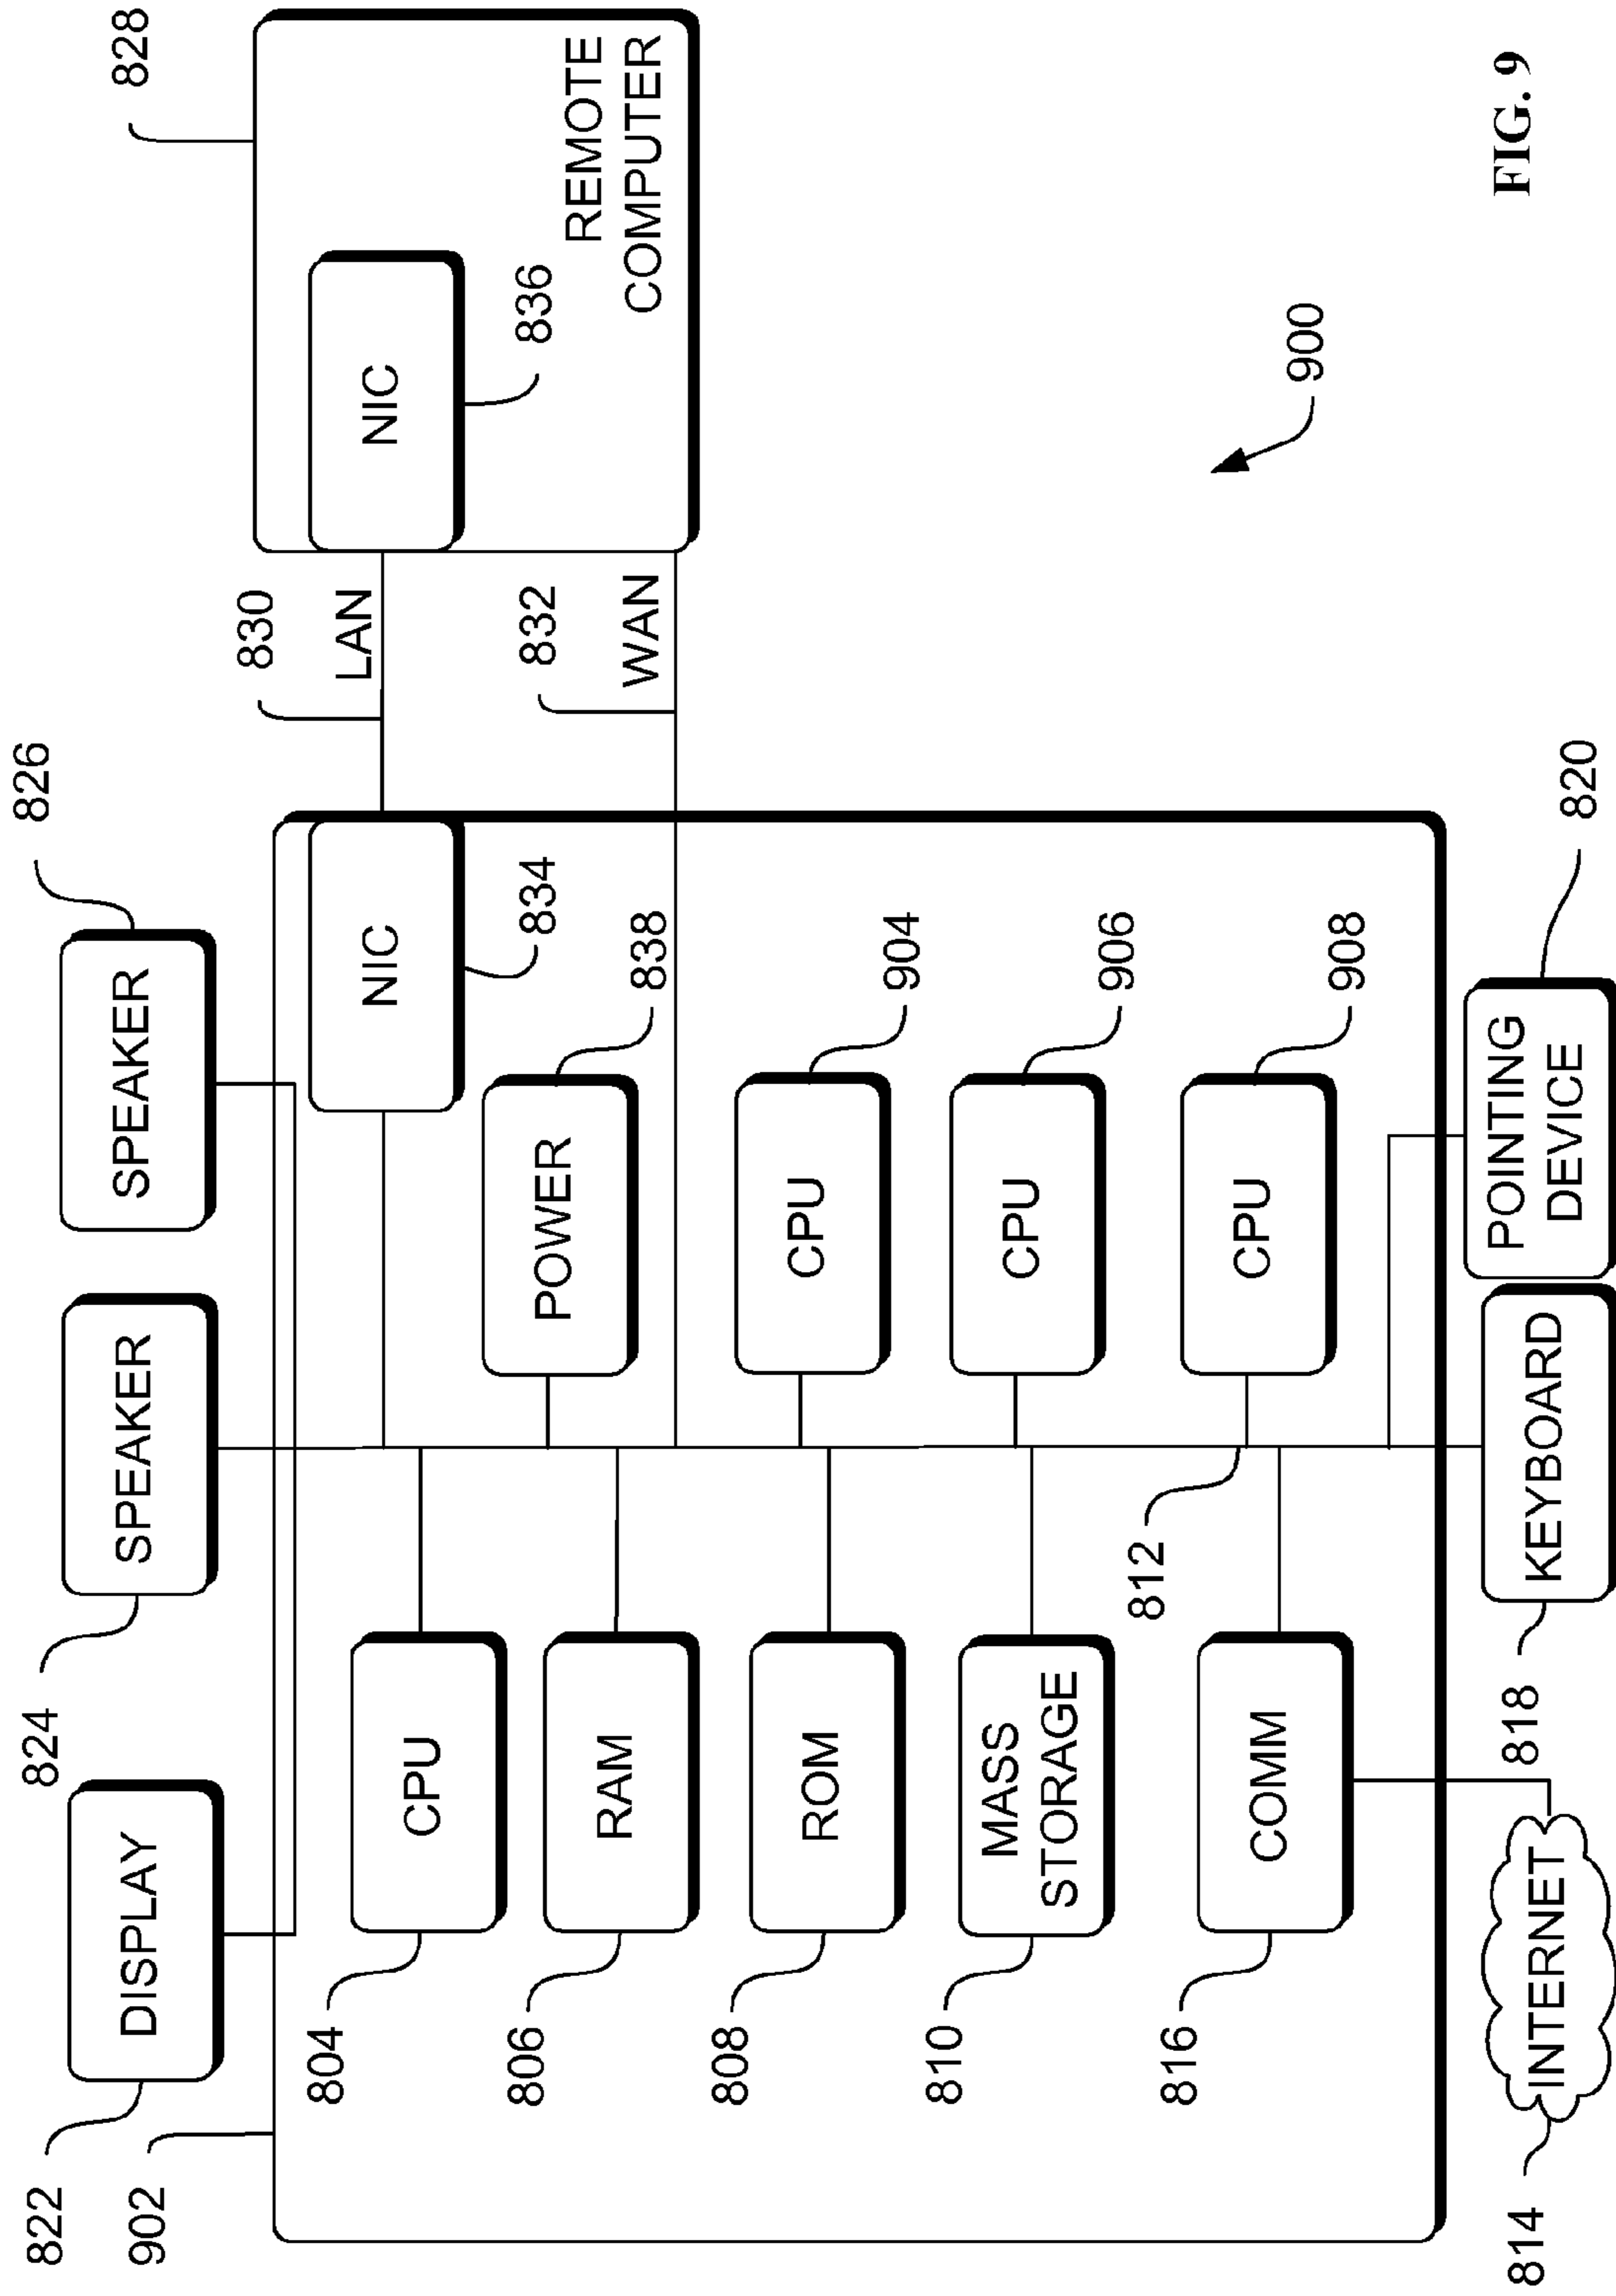 822
DISPLAY
824
SPEAKER
826
SPEAKER
828
902
830
LAN
NIC
836
REMOTE
COMPUTER
832
WAN
NIC
834
804
CPU
POWER
838
806
RAM
808
ROM
CPU
904
810
MASS
STORAGE
CPU
906
812
816
COMM
CPU
908
900
814
INTERNET
818
KEYBOARD
POINTING
DEVICE
820
FIG. 9